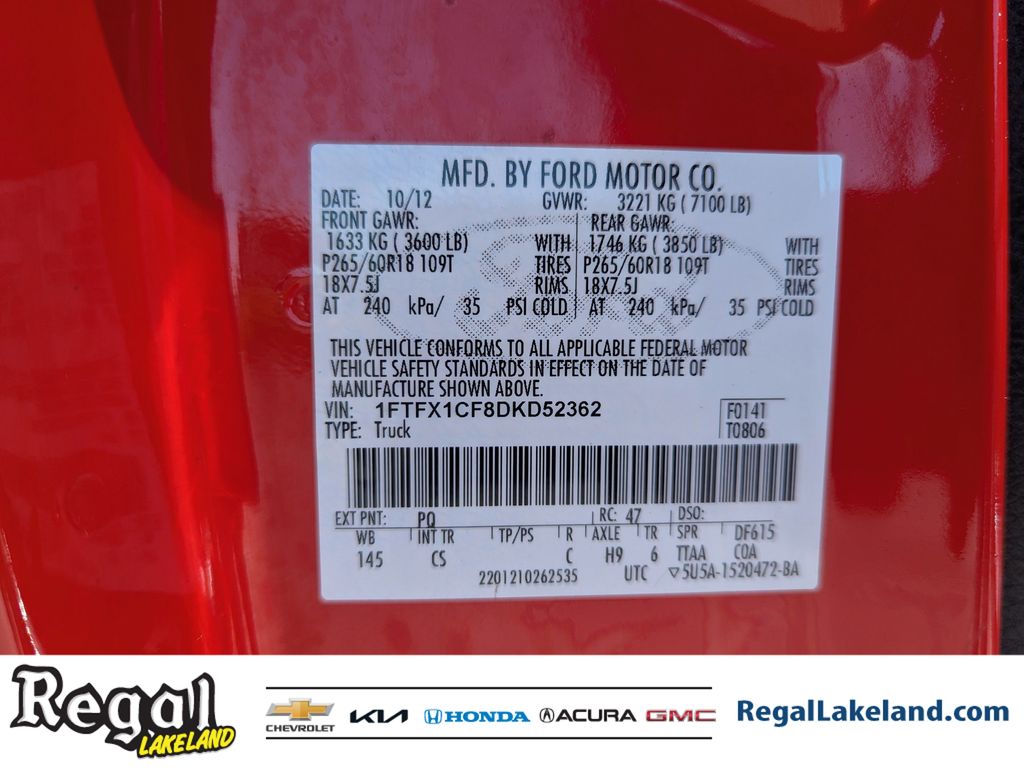 MFD. BY FORD MOTOR CO.
DATE: 10/12 GVWR: 3221 KG ( 7100 LB)
FRONT GAWR: REAR GAWR:
1633 KG ( 3600 LB) WITH 1746 KG ( 3850 LB) WITH
P265/60R18 109T TIRES P265/60R18 109T TIRES
18X7.5J RIMS 18X7.5J RIMS
AT 240 kPa/ 35 PSI COLD AT 240 kPa/ 35 PSI COLD
THIS VEHICLE CONFORMS TO ALL APPLICABLE FEDERAL MOTOR
VEHICLE SAFETY STANDARDS IN EFFECT ON THE DATE OF
MANUFACTURE SHOWN ABOVE.
VIN: 1FTFX1CF8DKD52362 F0141
TYPE: Truck T0806
EXT PNT: PQ RC: 47 DSO:
WB INT TR TP/PS R AXLE TR SPR DF615
145 CS C H9 6 TTAA COA
2201210262535 UTC ▽5U5A-1520472-BA
Regal
LAKELAND
CHEVROLET KIA HONDA ACURA GMC
RegalLakeland.com